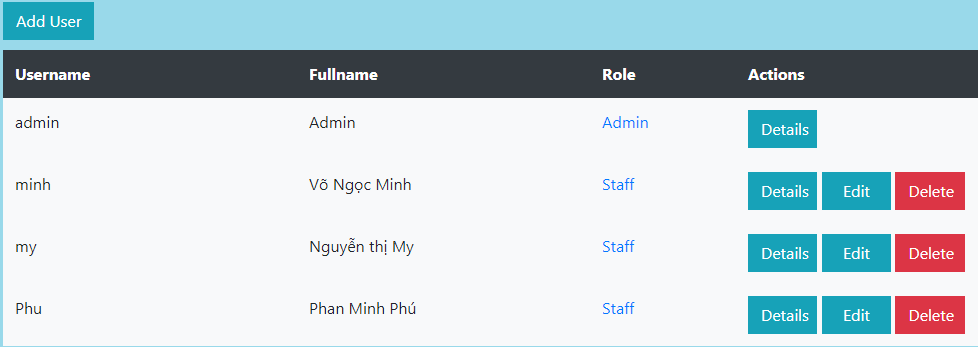 Add User
Username Fullname Role Actions
admin Admin Admin Details
minh Võ Ngọc Minh Staff Details Edit Delete
my Nguyễn thị My Staff Details Edit Delete
Phu Phan Minh Phú Staff Details Edit Delete